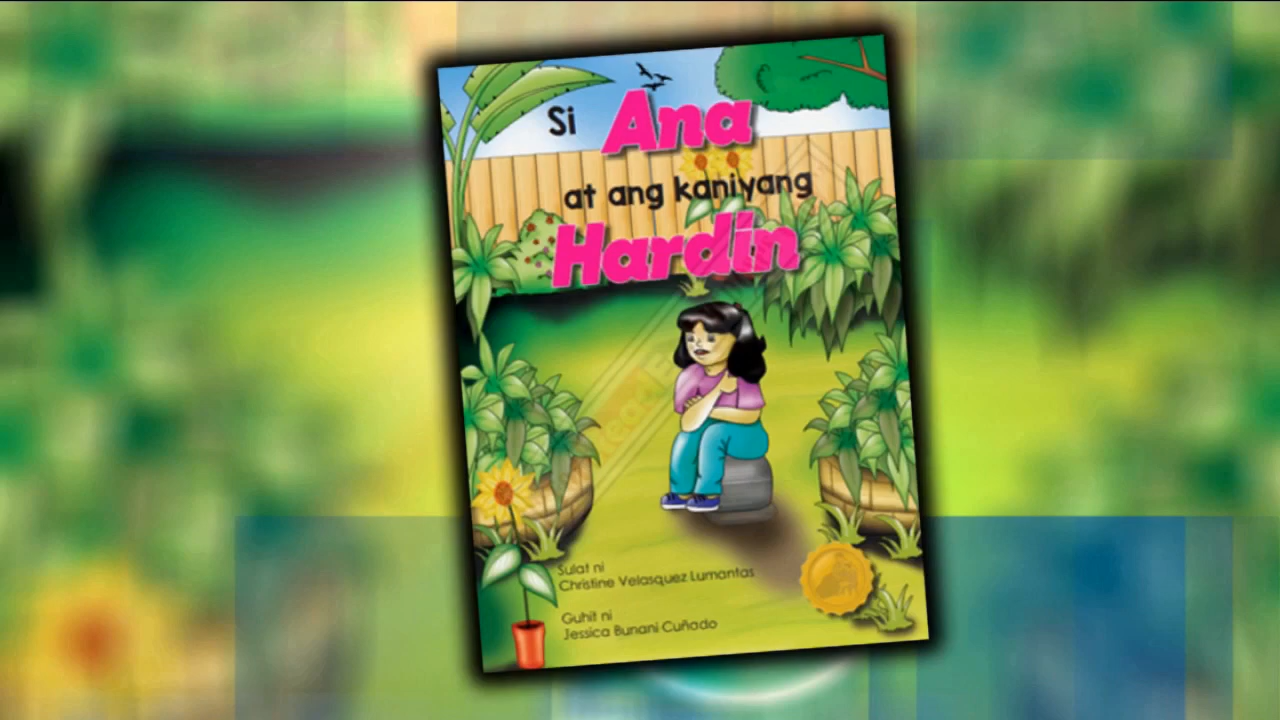 Si Ana
at ang kaniyang
Hardin
Sulat ni
Christine Velasquez Lumantas
Guhit ni
Jessica Bunani Cuñado